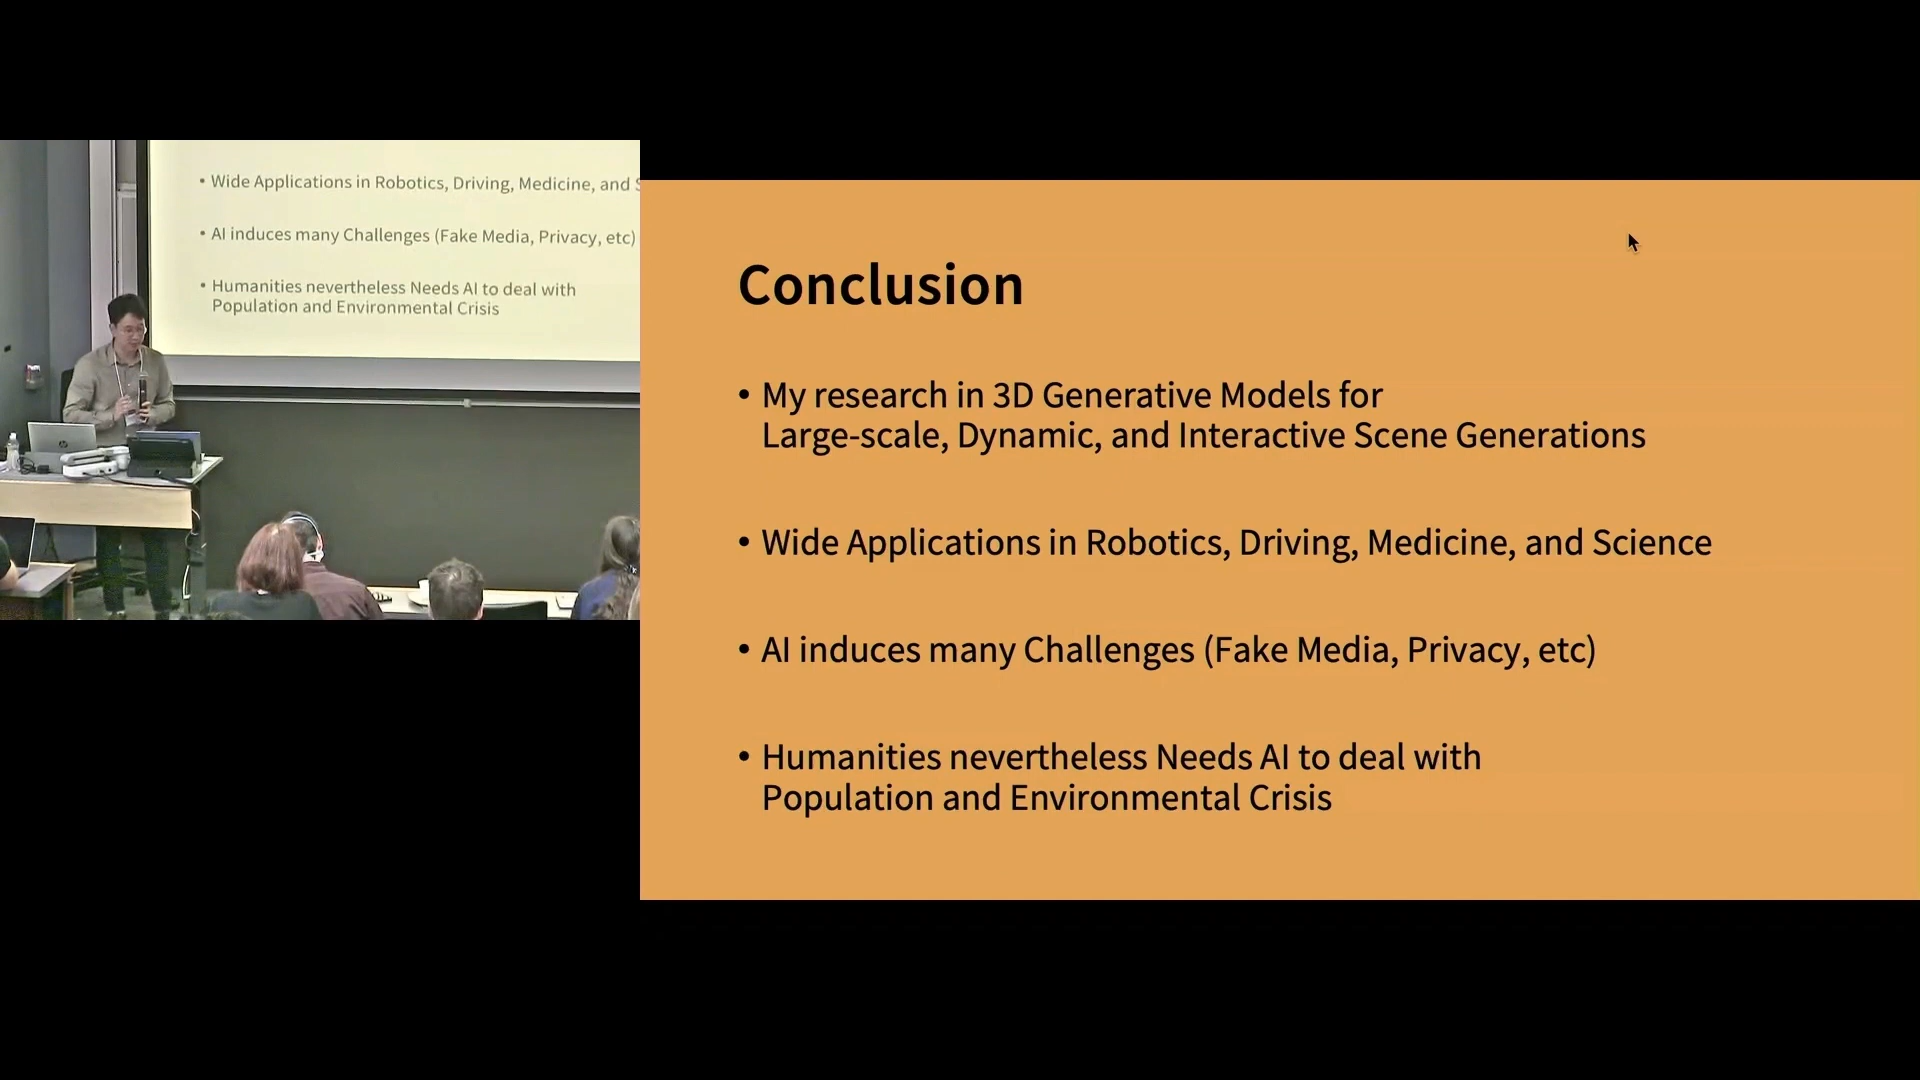 • Wide Applications in Robotics, Driving, Medicine, and S
• AI induces many Challenges (Fake Media, Privacy, etc)
• Humanities nevertheless Needs AI to deal with
Population and Environmental Crisis
Conclusion
• My research in 3D Generative Models for
Large-scale, Dynamic, and Interactive Scene Generations
• Wide Applications in Robotics, Driving, Medicine, and Science
• AI induces many Challenges (Fake Media, Privacy, etc)
• Humanities nevertheless Needs AI to deal with
Population and Environmental Crisis